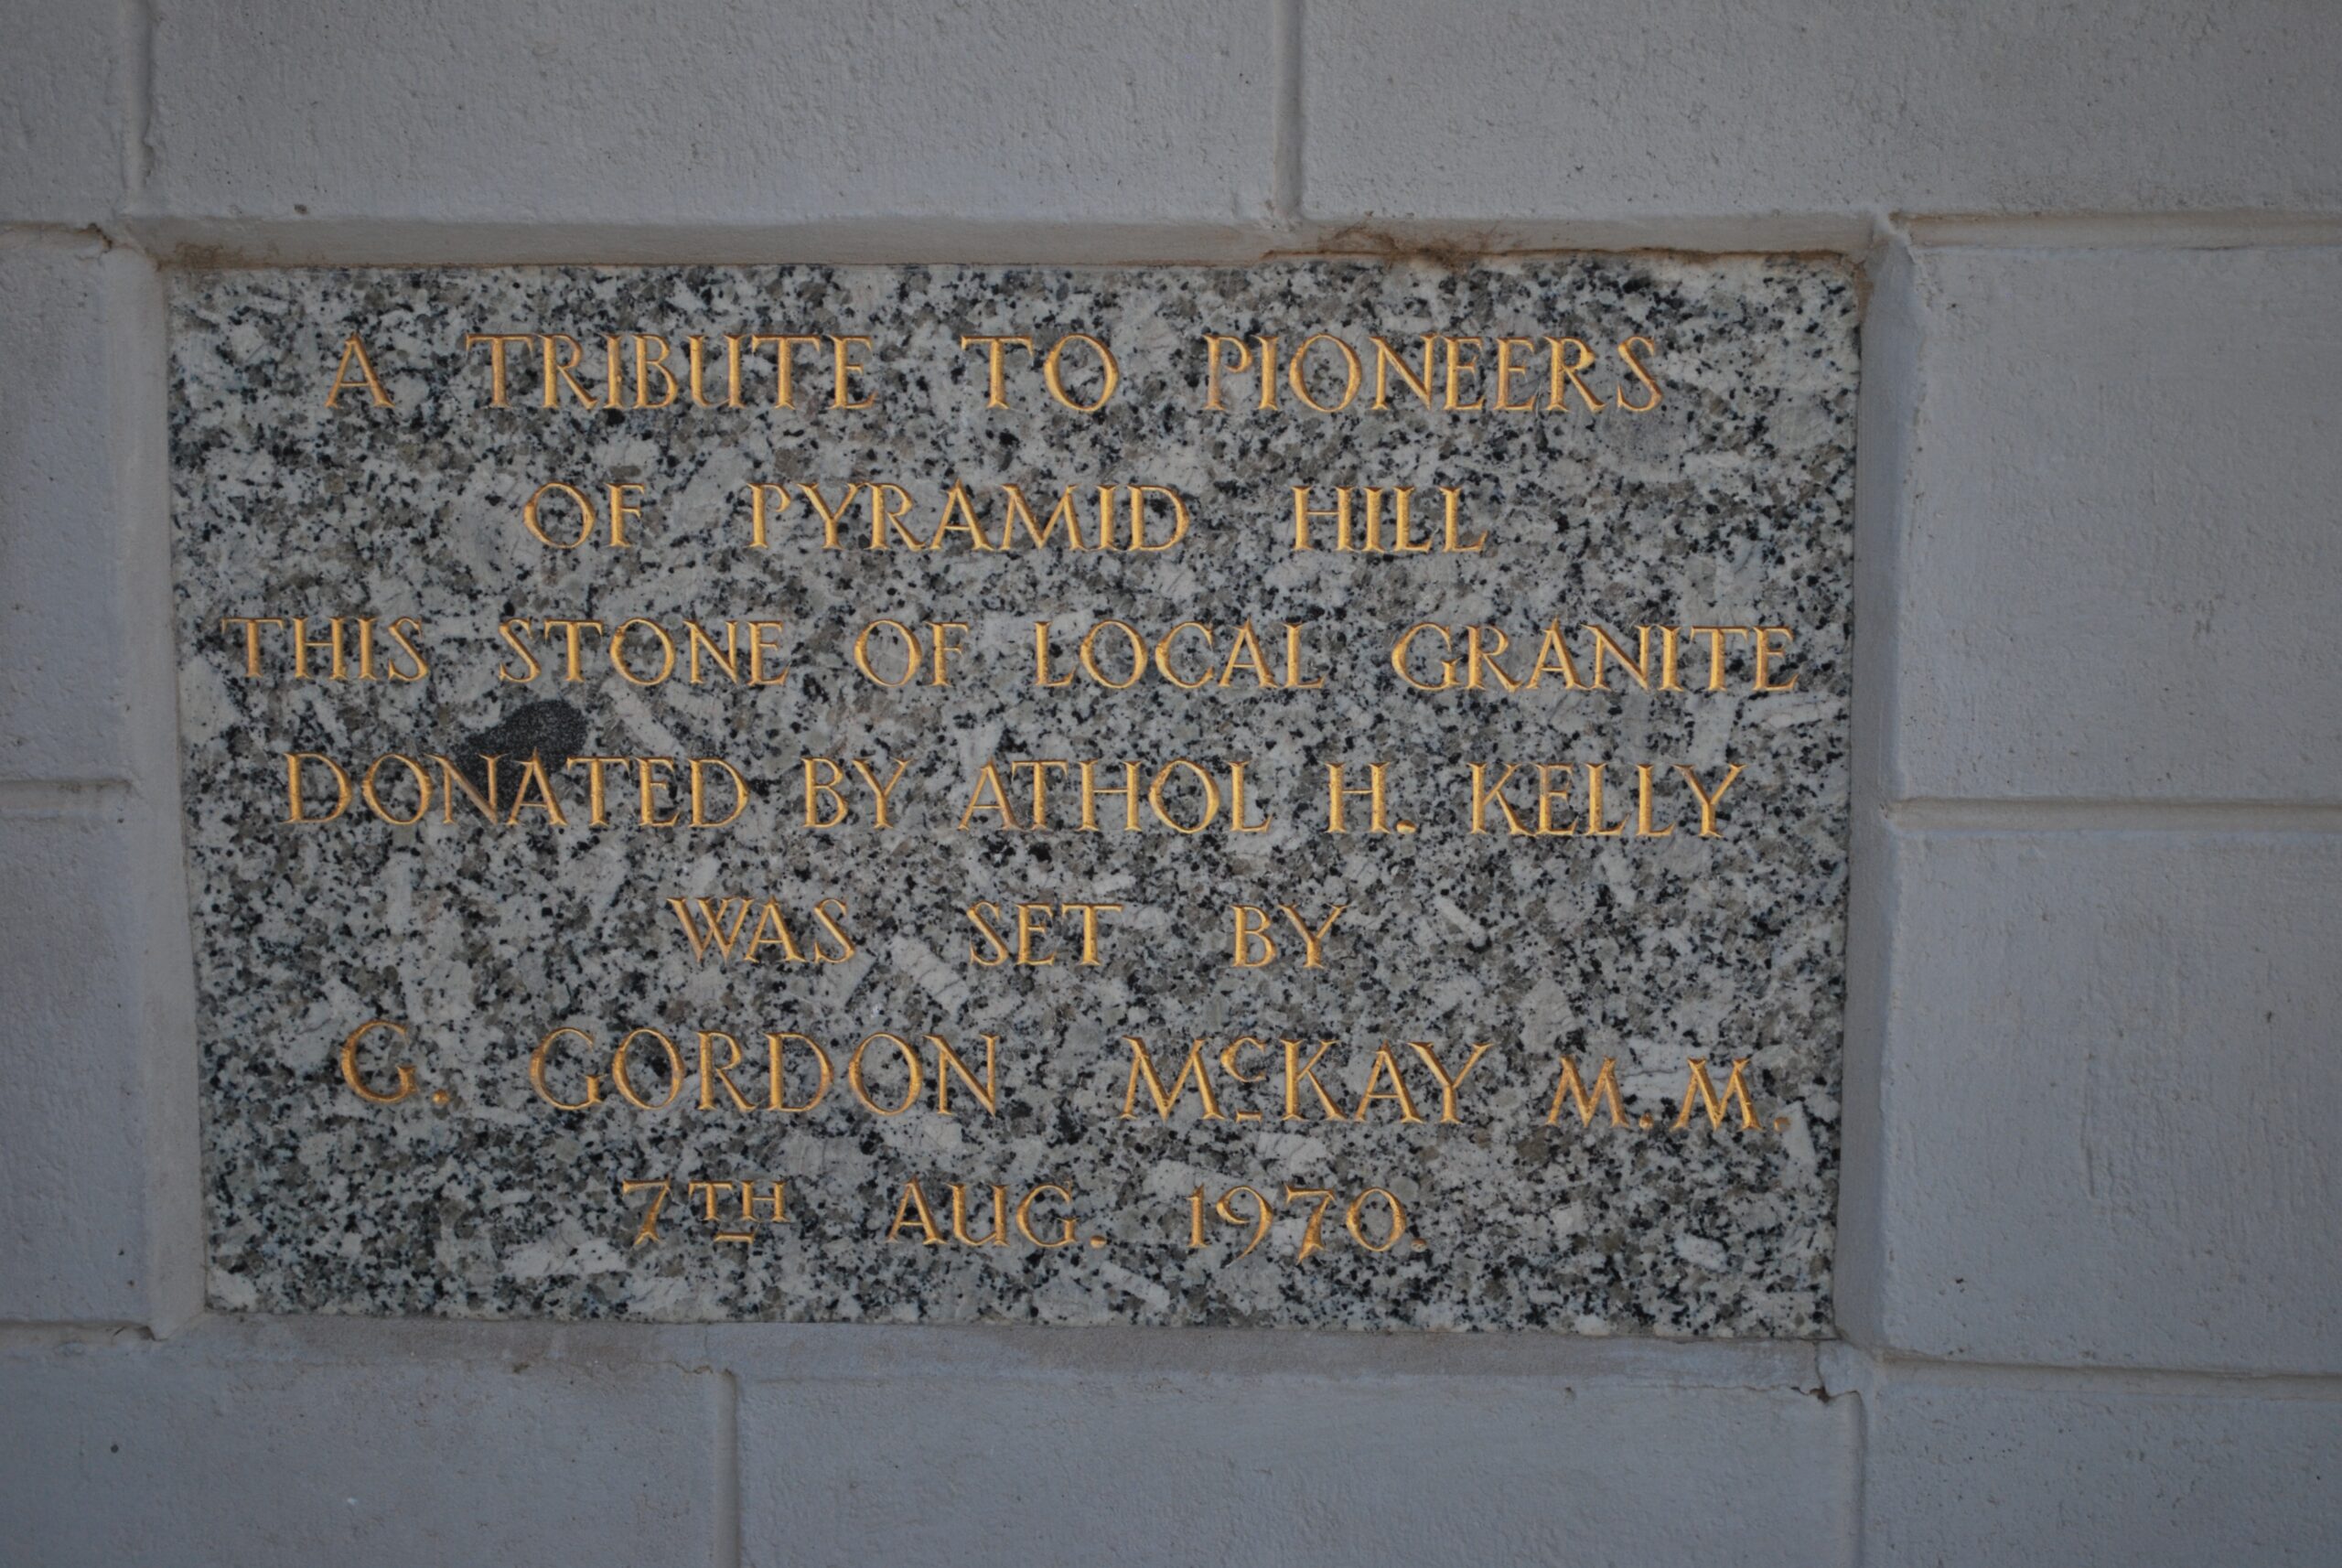 A TRIBUTE TO PIONEERS
OF PYRAMID HILL
THIS STONE OF LOCAL GRANITE
DONATED BY ATHOL H. KELLY
WAS SET BY
G. GORDON McKAY M.M.
7TH AUG. 1970.